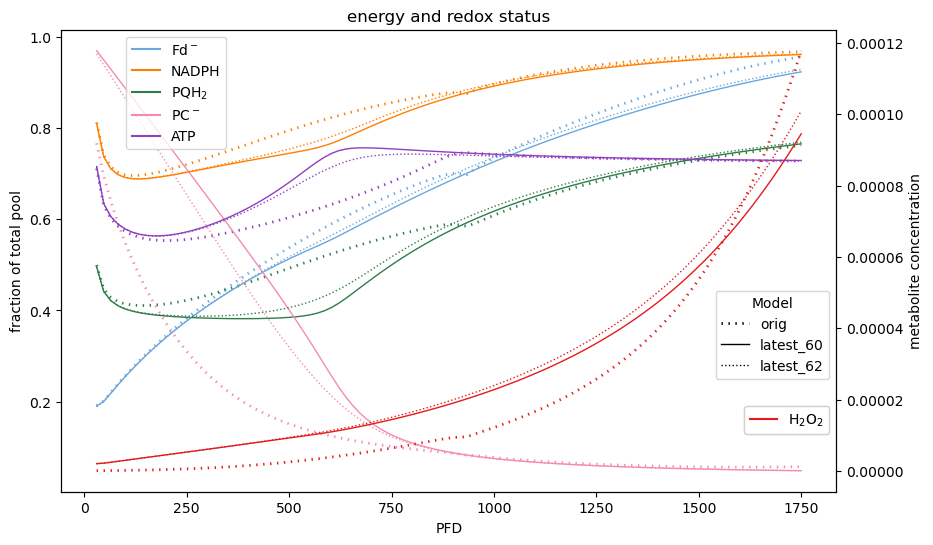 energy and redox status
fraction of total pool
1.0
0.8
0.6
0.4
0.2
Fd⁻
NADPH
PQH₂
PC⁻
ATP
0.00012
0.00010
0.00008
0.00006
0.00004
0.00002
0.00000
metabolite concentration
Model
orig
latest_60
latest_62
H₂O₂
0
250
500
750
1000
1250
1500
1750
PFD